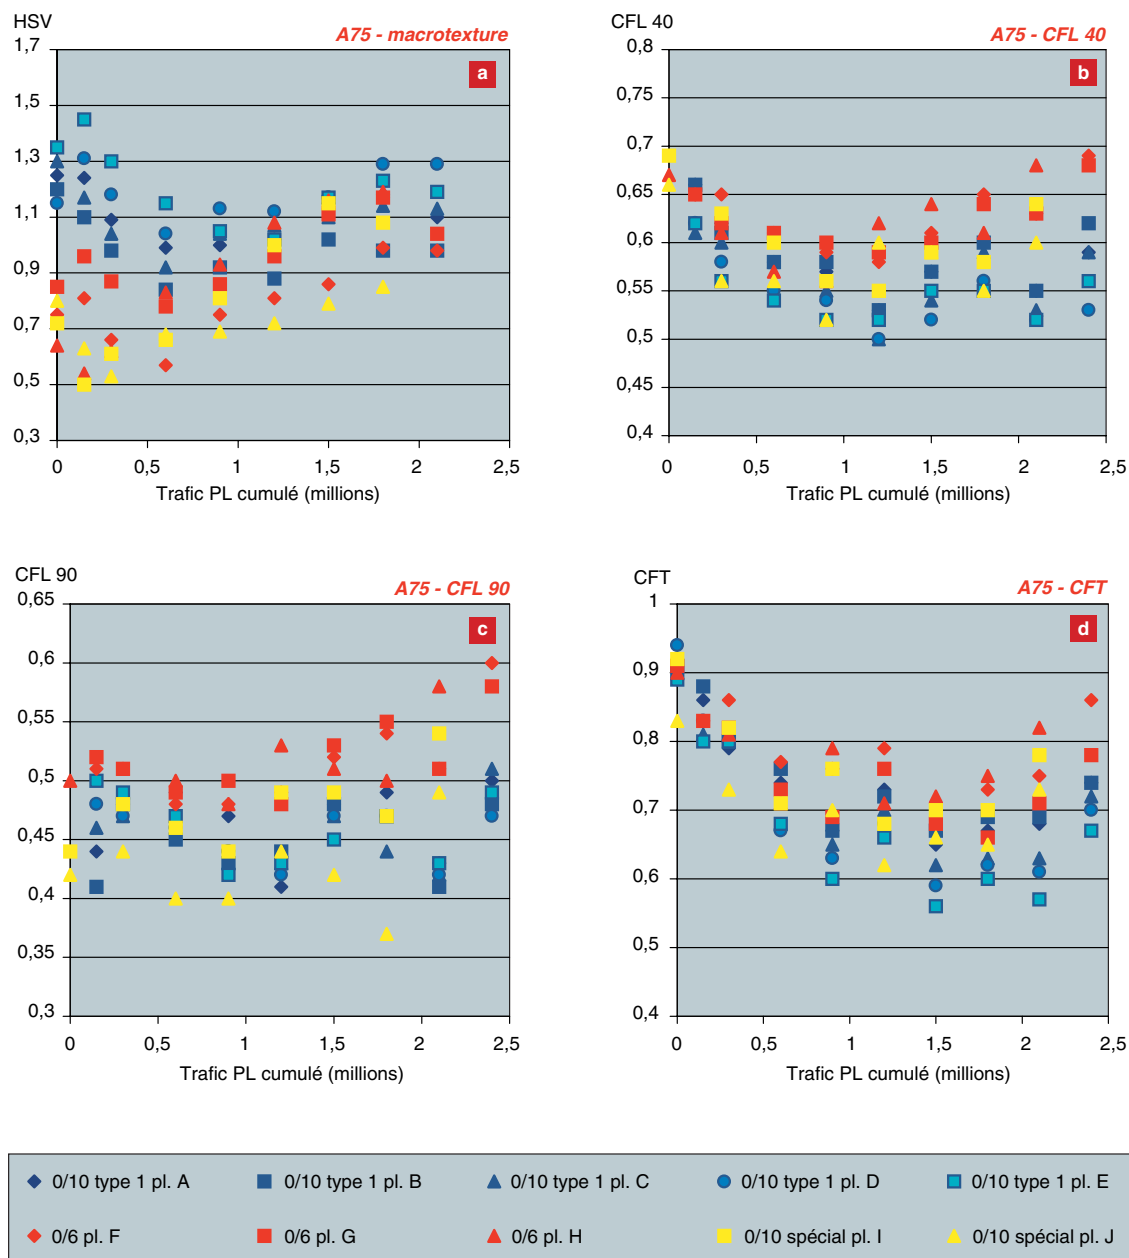 HSV
A75 - macrotexture
a
1,7
1,5
1,3
1,1
0,9
0,7
0,5
0,3
0 0,5 1 1,5 2 2,5
Trafic PL cumulé (millions)
CFL 40
A75 - CFL 40
b
0,8
0,75
0,7
0,65
0,6
0,55
0,5
0,45
0,4
0 0,5 1 1,5 2 2,5
Trafic PL cumulé (millions)
CFL 90
A75 - CFL 90
c
0,65
0,6
0,55
0,5
0,45
0,4
0,35
0,3
0 0,5 1 1,5 2 2,5
Trafic PL cumulé (millions)
CFT
A75 - CFT
d
1
0,9
0,8
0,7
0,6
0,5
0,4
0 0,5 1 1,5 2 2,5
Trafic PL cumulé (millions)
0/10 type 1 pl. A 0/10 type 1 pl. B 0/10 type 1 pl. C 0/10 type 1 pl. D 0/10 type 1 pl. E
0/6 pl. F 0/6 pl. G 0/6 pl. H 0/10 spécial pl. I 0/10 spécial pl. J